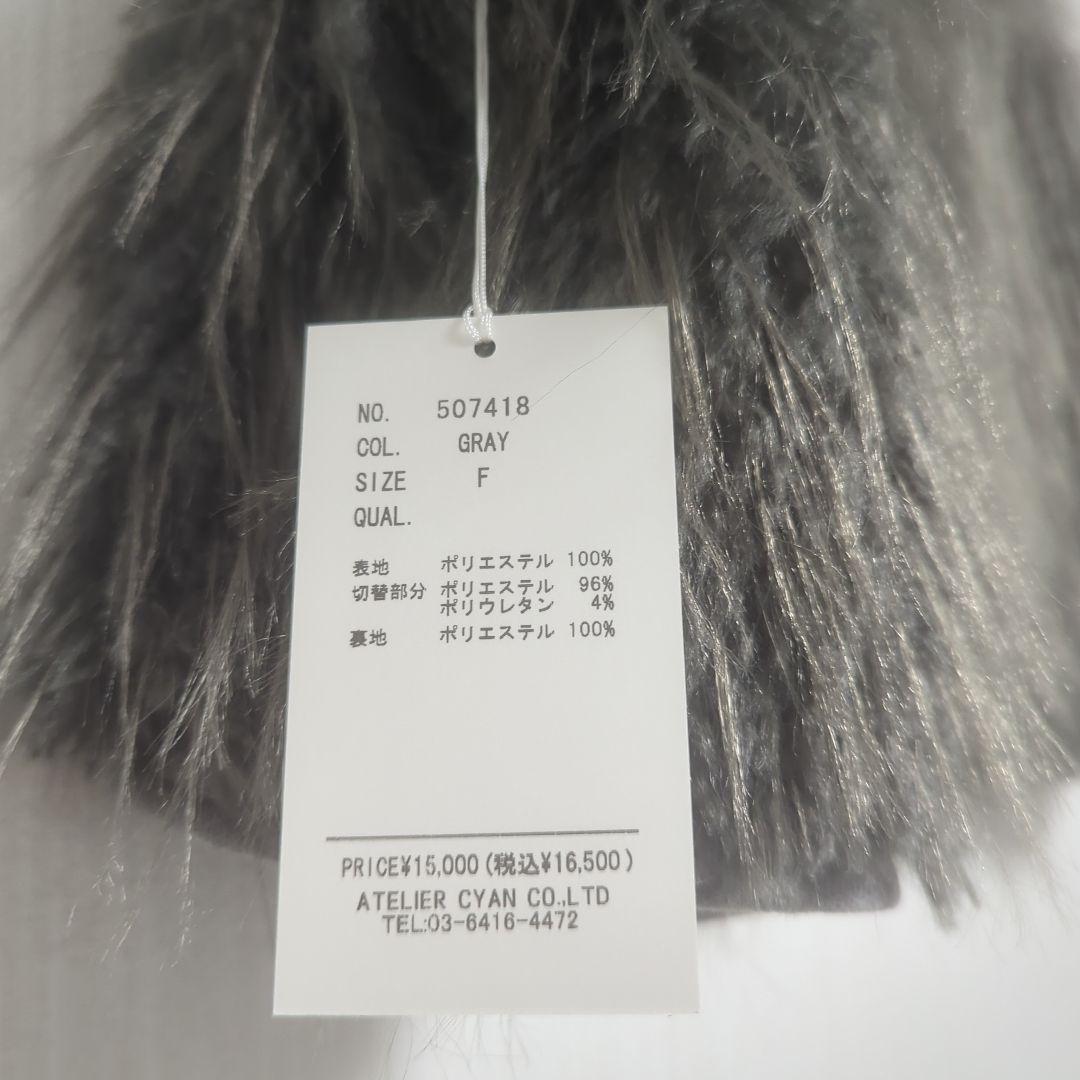 NO. 507418
COL. GRAY
SIZE F
QUAL.
表地 ポリエステル 100%
切替部分 ポリエステル 96%
ポリウレタン 4%
裏地 ポリエステル 100%
PRICE¥15,000(税込¥16,500)
ATELIER CYAN CO.,LTD
TEL:03-6416-4472